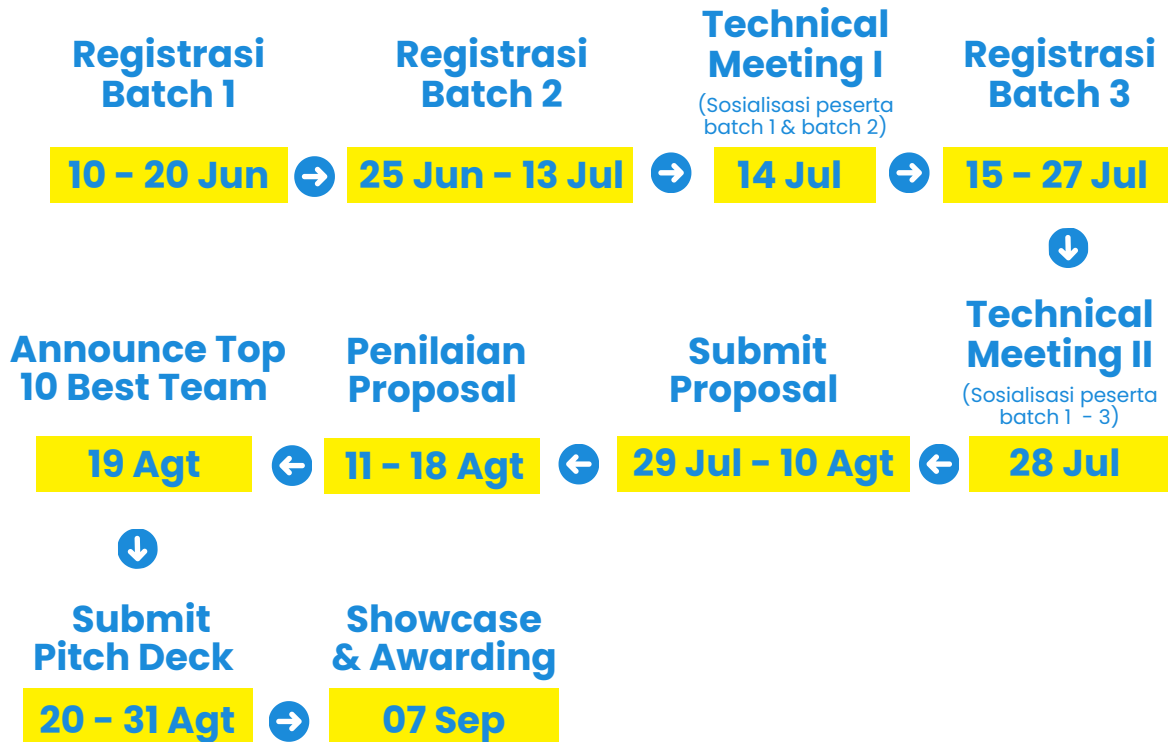 Registrasi
Batch 1
10 - 20 Jun
Registrasi
Batch 2
25 Jun - 13 Jul
Technical
Meeting I
(Sosialisasi peserta
batch 1 & batch 2)
14 Jul
Registrasi
Batch 3
15 - 27 Jul
Technical
Meeting II
(Sosialisasi peserta
batch 1 - 3)
28 Jul
Submit
Proposal
29 Jul - 10 Agt
Penilaian
Proposal
11 - 18 Agt
Announce Top
10 Best Team
19 Agt
Submit
Pitch Deck
20 - 31 Agt
Showcase
& Awarding
07 Sep